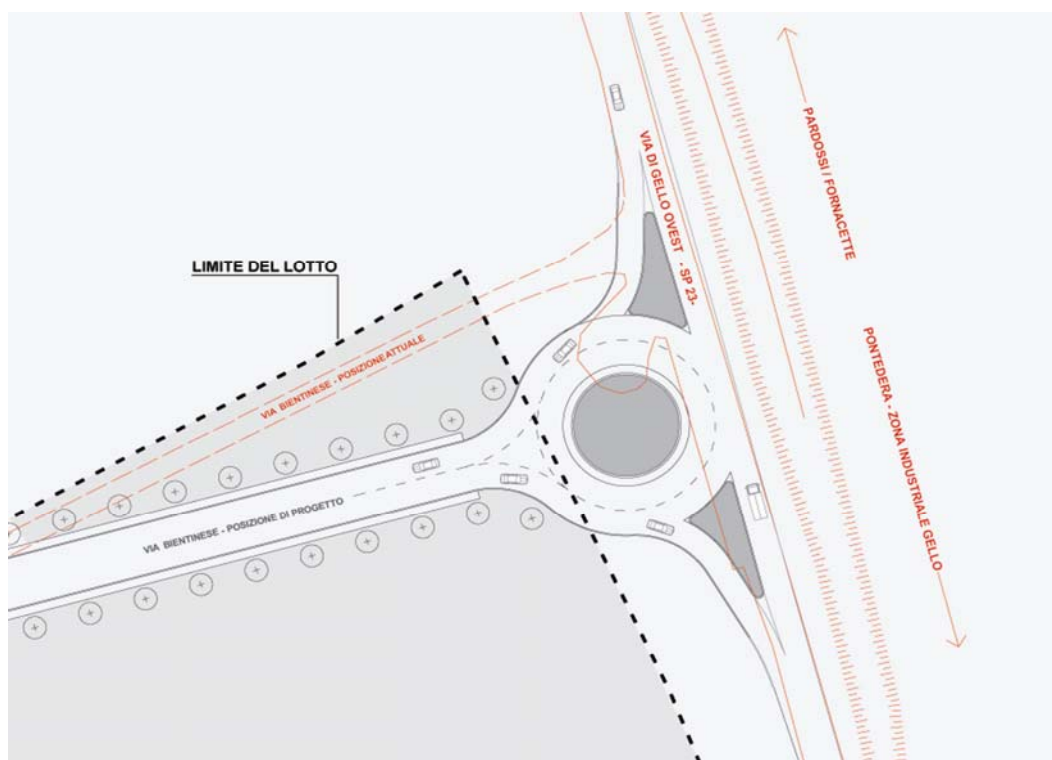 PARDOSSI / FORNACETTE
VIA DI GELLO OVEST - SP 23-
LIMITE DEL LOTTO
VIA BIENTINESE - POSIZIONE ATTUALE
PONTEDERA - ZONA INDUSTRIALE GELLO
VIA BIENTINESE - POSIZIONE DI PROGETTO